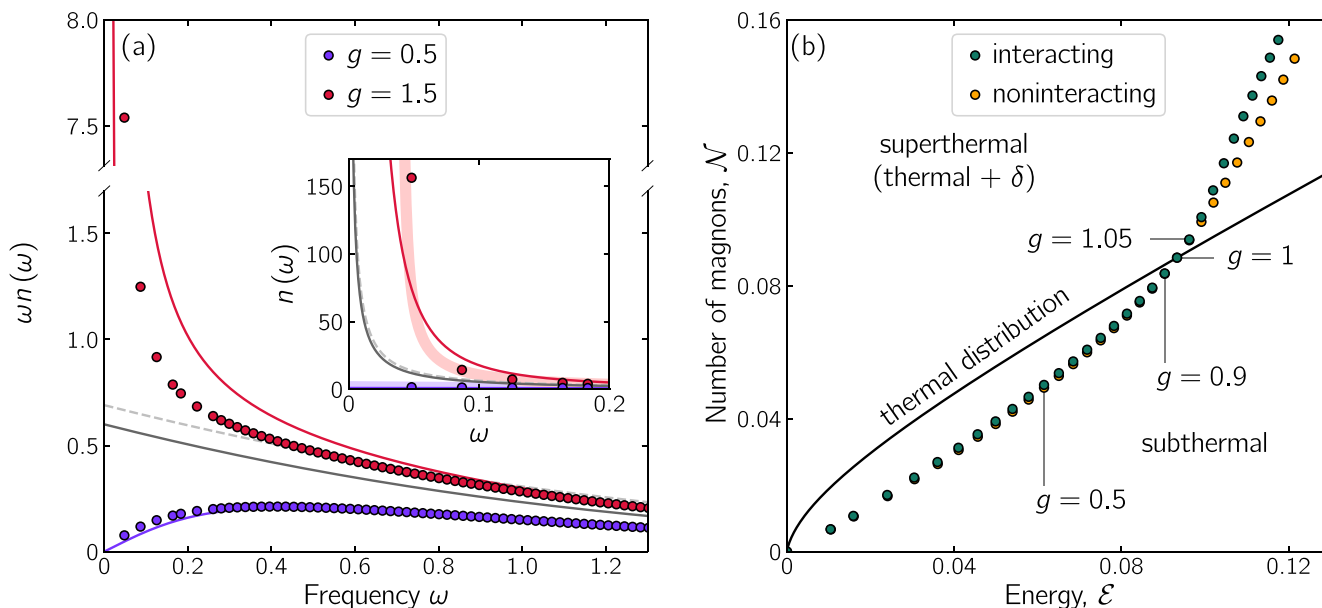 (a)
g = 0.5
g = 1.5
8.0
7.5
1.5
1.0
0.5
0
ωn (ω)
0
0.2
0.4
0.6
0.8
1.0
1.2
Frequency ω
150
100
50
0
n (ω)
0
0.1
0.2
ω
(b)
interacting
noninteracting
superthermal
(thermal + δ)
g = 1.05
g = 1
thermal distribution
g = 0.9
subthermal
g = 0.5
0.16
0.12
0.08
0.04
0
Number of magnons, 𝒩
0
0.04
0.08
0.12
Energy, ℰ